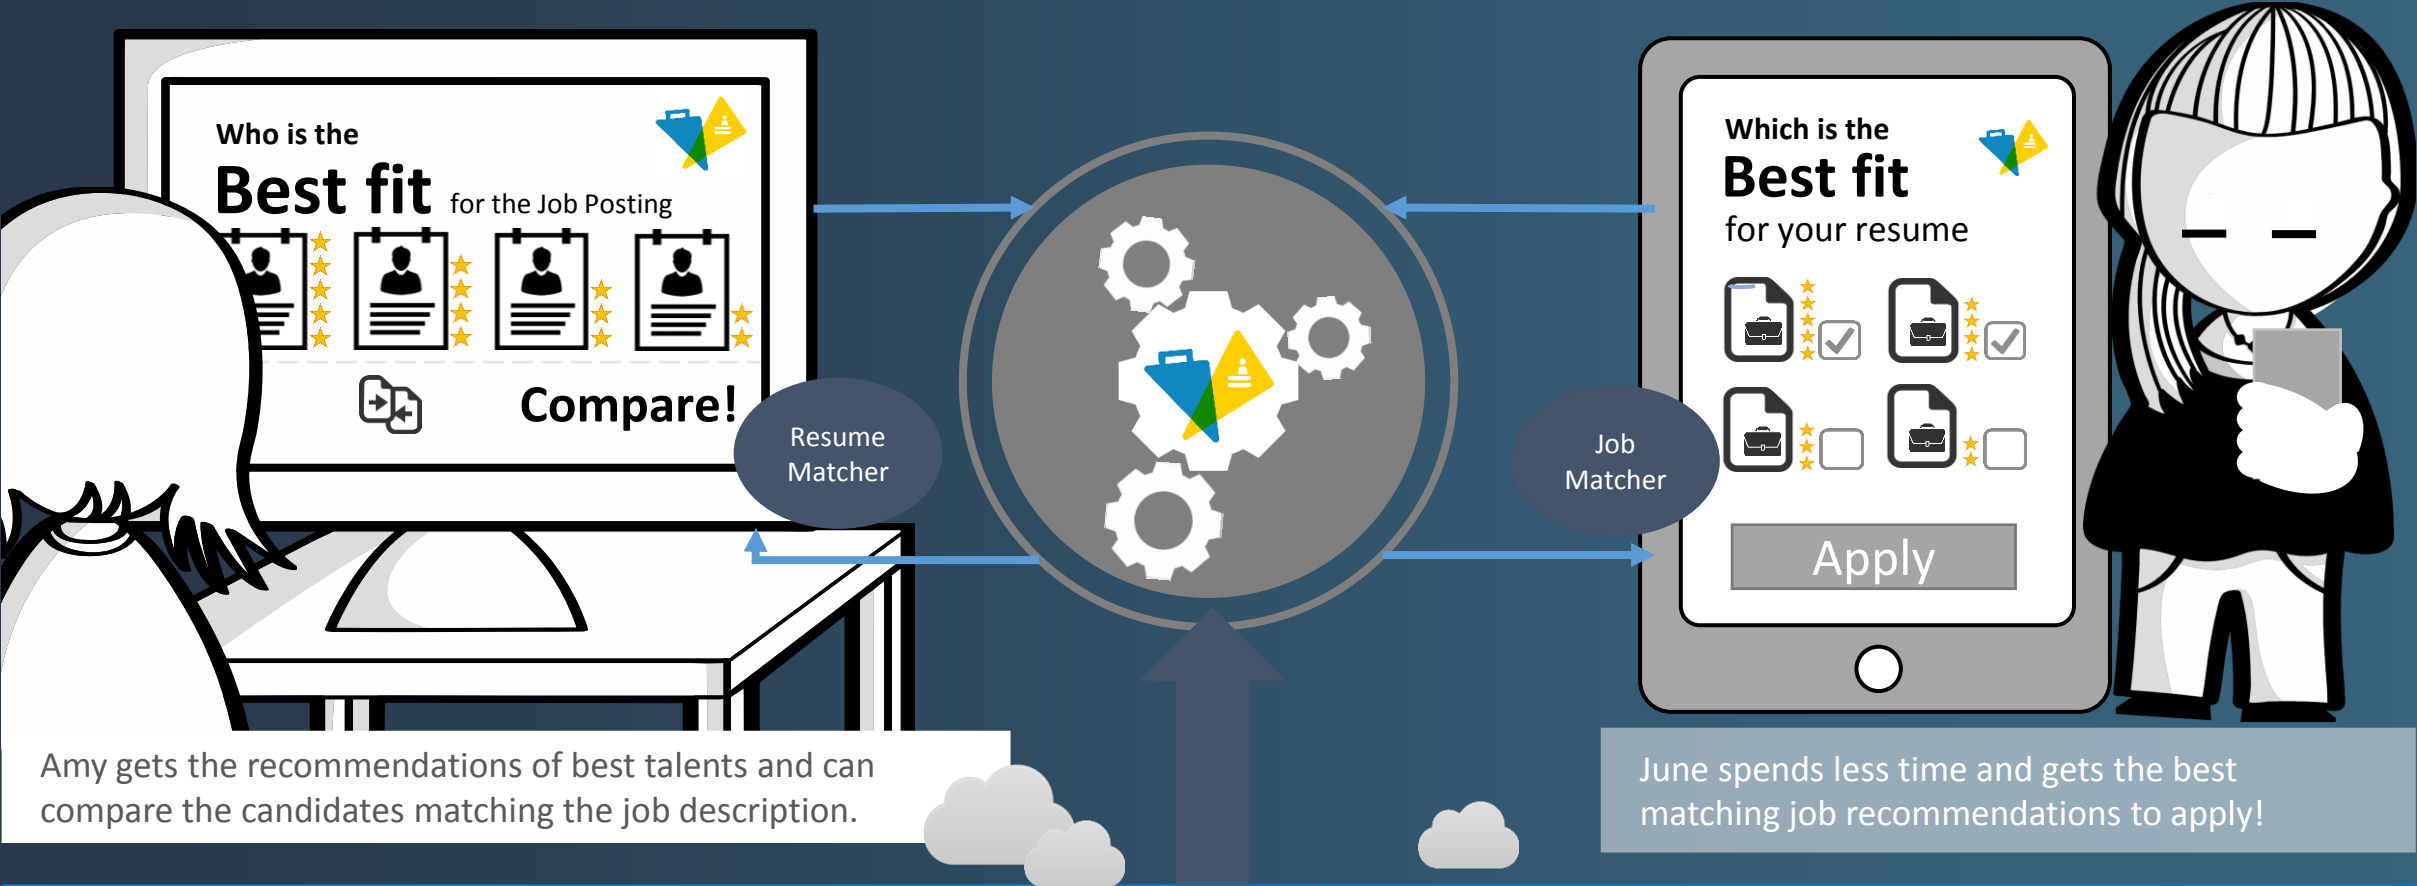 Who is the
Best fit for the Job Posting
Compare!
Resume
Matcher
Job
Matcher
Which is the
Best fit
for your resume
Apply
Amy gets the recommendations of best talents and can
compare the candidates matching the job description.
June spends less time and gets the best
matching job recommendations to apply!